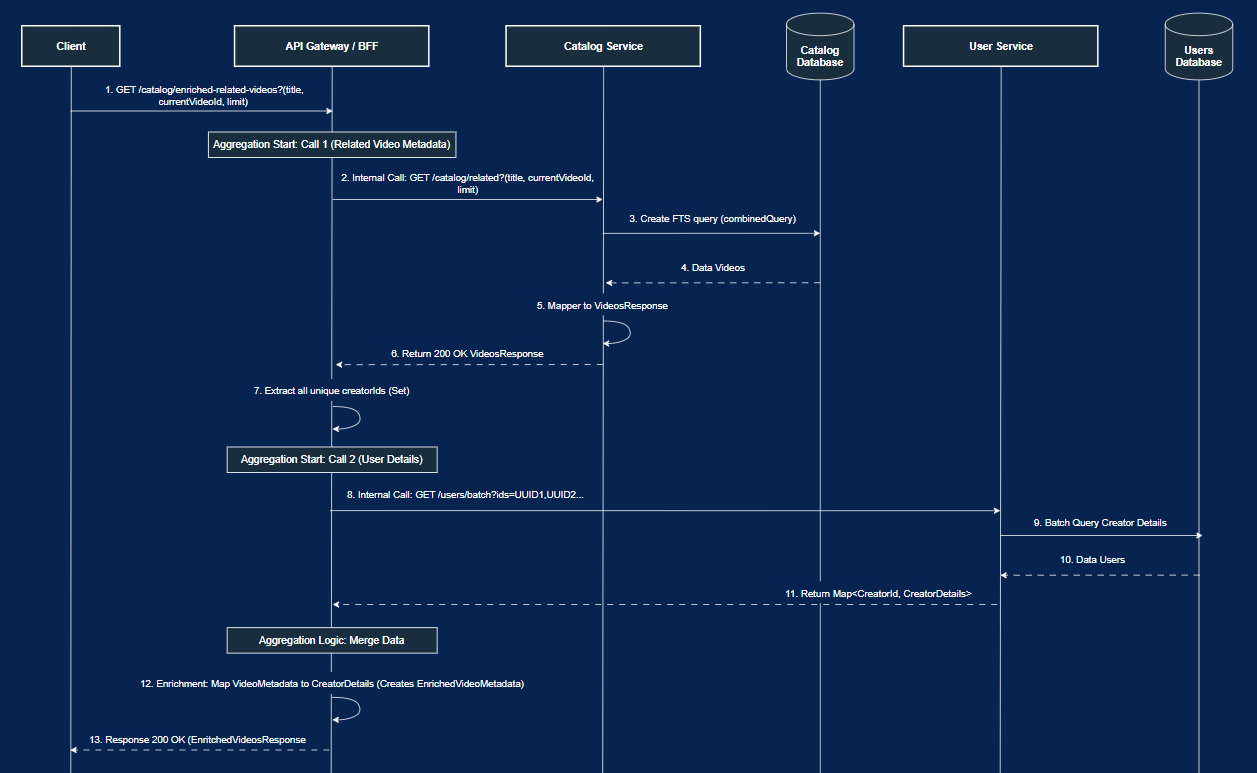 Client
API Gateway / BFF
Catalog Service
Catalog
Database
User Service
Users
Database
1. GET /catalog/enriched-related-videos?(title,
currentVideoId, limit)
Aggregation Start: Call 1 (Related Video Metadata)
2. Internal Call: GET /catalog/related?(title, currentVideoId,
limit)
3. Create FTS query (combinedQuery)
4. Data Videos
5. Mapper to VideosResponse
6. Return 200 OK VideosResponse
7. Extract all unique creatorIds (Set)
Aggregation Start: Call 2 (User Details)
8. Internal Call: GET /users/batch?ids=UUID1,UUID2...
9. Batch Query Creator Details
10. Data Users
11. Return Map<CreatorId, CreatorDetails>
Aggregation Logic: Merge Data
12. Enrichment: Map VideoMetadata to CreatorDetails (Creates EnrichedVideoMetadata)
13. Response 200 OK (EnritchedVideosResponse